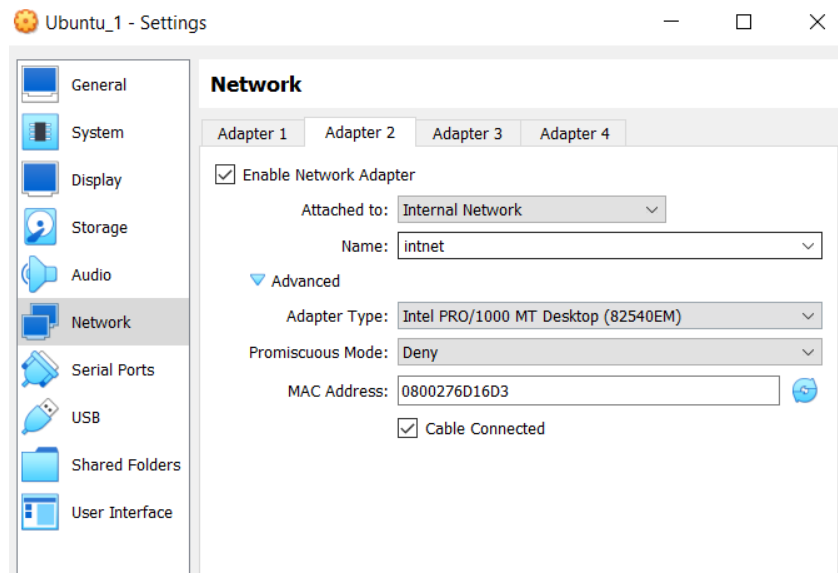 Ubuntu_1 - Settings
General
System
Display
Storage
Audio
Network
Serial Ports
USB
Shared Folders
User Interface
Network
Adapter 1 Adapter 2 Adapter 3 Adapter 4
Enable Network Adapter
Attached to: Internal Network
Name: intnet
Advanced
Adapter Type: Intel PRO/1000 MT Desktop (82540EM)
Promiscuous Mode: Deny
MAC Address: 0800276D16D3
Cable Connected